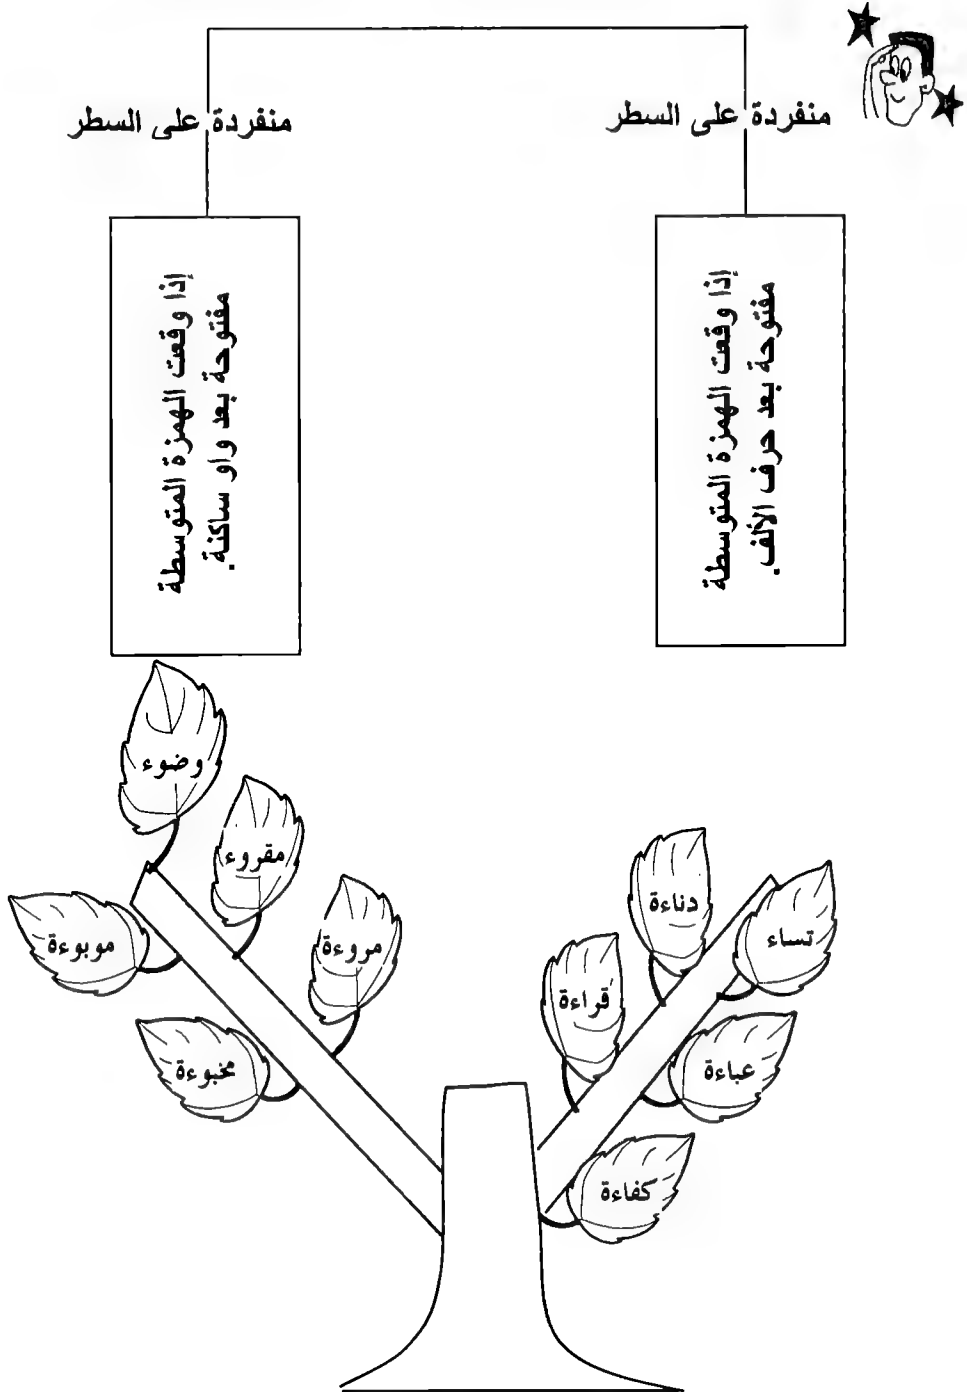 منفردة على السطر
منفردة على السطر
إذا وقعت الهمزة المتوسطة
مفتوحة بعد حرف الألف.
إذا وقعت الهمزة المتوسطة
مفتوحة بعد واو ساكنة.
وضوء
مقروء
مروءة
موبوءة
مخبوءة
دناءة
تساء
قراءة
عباءة
كفاءة